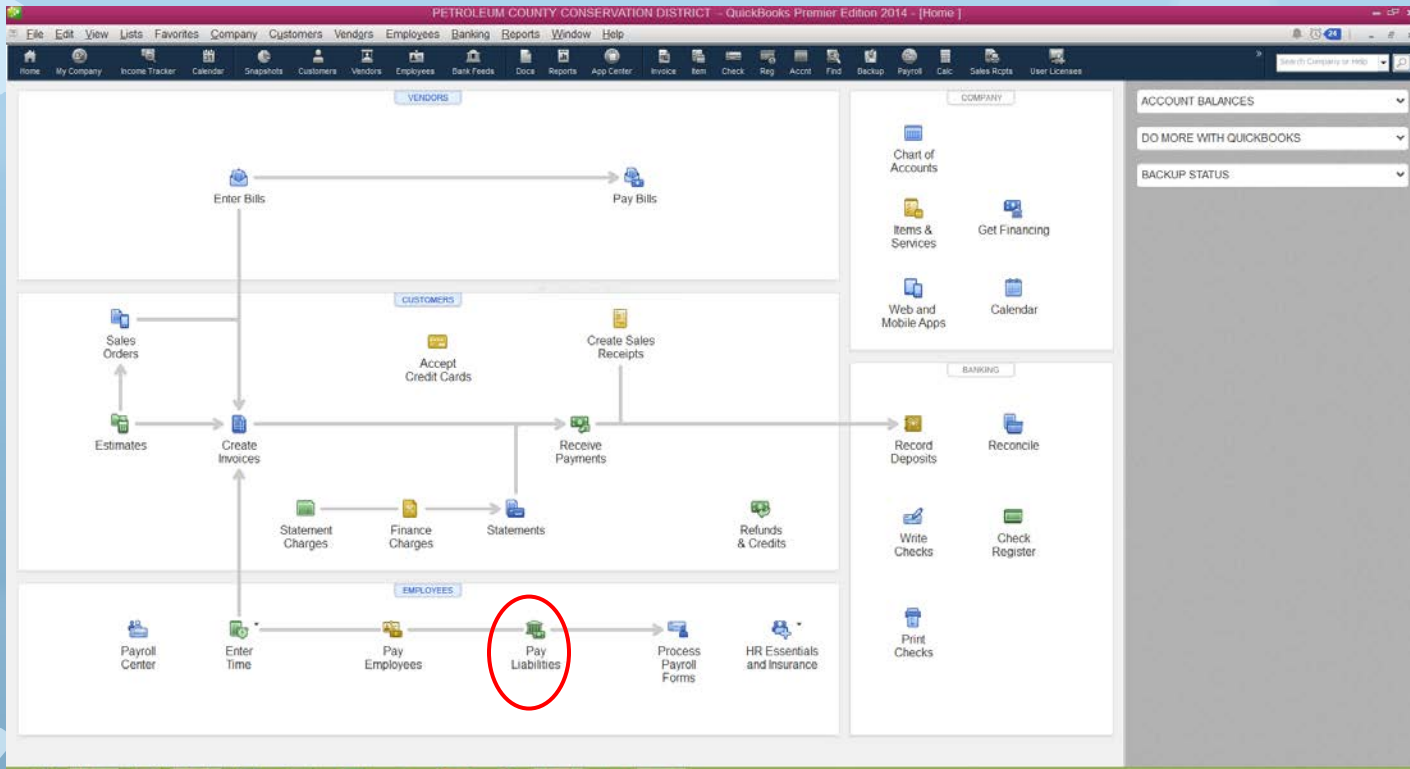 PETROLEUM COUNTY CONSERVATION DISTRICT - QuickBooks Premier Edition 2014 - [Home ]
File Edit View Lists Favorites Company Customers Vendors Employees Banking Reports Window Help
24
Home My Company Income Tracker Calendar Snapshots Customers Vendors Employees Bank Feeds Docs Reports App Center Invoice Item Check Reg Accnt Find Backup Payroll Calc Sales Rcpts User Licenses
Search Company or Help
VENDORS
Enter Bills
Pay Bills
CUSTOMERS
Sales
Orders
Accept
Credit Cards
Create Sales
Receipts
Estimates
Create
Invoices
Receive
Payments
Statement
Charges
Finance
Charges
Statements
Refunds
& Credits
EMPLOYEES
Payroll
Center
Enter
Time
Pay
Employees
Pay
Liabilities
Process
Payroll
Forms
HR Essentials
and Insurance
COMPANY
Chart of
Accounts
Items &
Services
Get Financing
Web and
Mobile Apps
Calendar
BANKING
Record
Deposits
Reconcile
Write
Checks
Check
Register
Print
Checks
ACCOUNT BALANCES
DO MORE WITH QUICKBOOKS
BACKUP STATUS